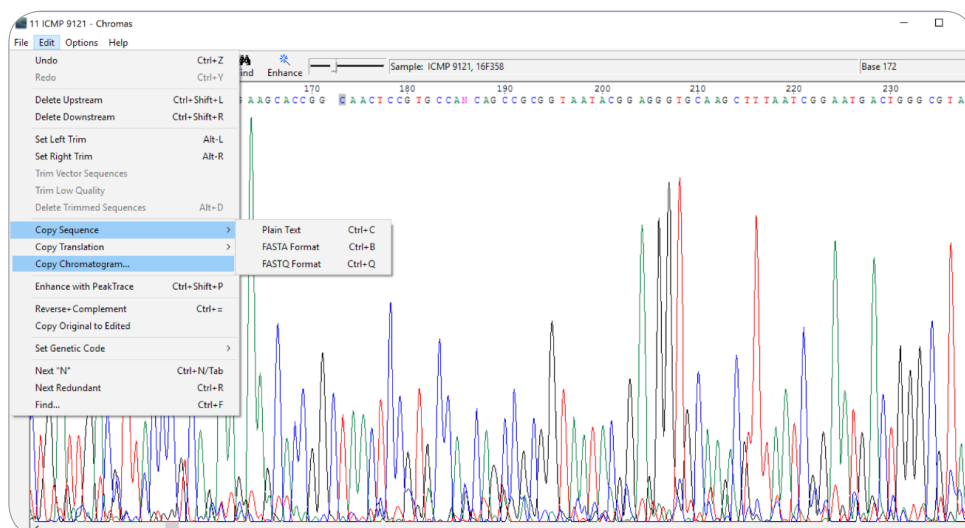 11 ICMP 9121 - Chromas
File Edit Options Help
Undo Ctrl+Z
Redo Ctrl+Y
Delete Upstream Ctrl+Shift+L
Delete Downstream Ctrl+Shift+R
Set Left Trim Alt-L
Set Right Trim Alt-R
Trim Vector Sequences
Trim Low Quality
Delete Trimmed Sequences Alt+D
Copy Sequence >
Copy Translation >
Copy Chromatogram...
Enhance with PeakTrace Ctrl+Shift+P
Reverse+Complement Ctrl+=
Copy Original to Edited
Set Genetic Code >
Next "N" Ctrl+N/Tab
Next Redundant Ctrl+R
Find... Ctrl+F
Plain Text Ctrl+C
FASTA Format Ctrl+B
FASTQ Format Ctrl+Q
Enhance
Sample: ICMP 9121, 16F358
Base 172
170 180 190 200 210 220 230
AAGCACCGG CAACTCCGTGCCANCAGCCGCGGTAATACGGAGGGTGCAAGCTTTAATCGGAATGACTGGGCGTA